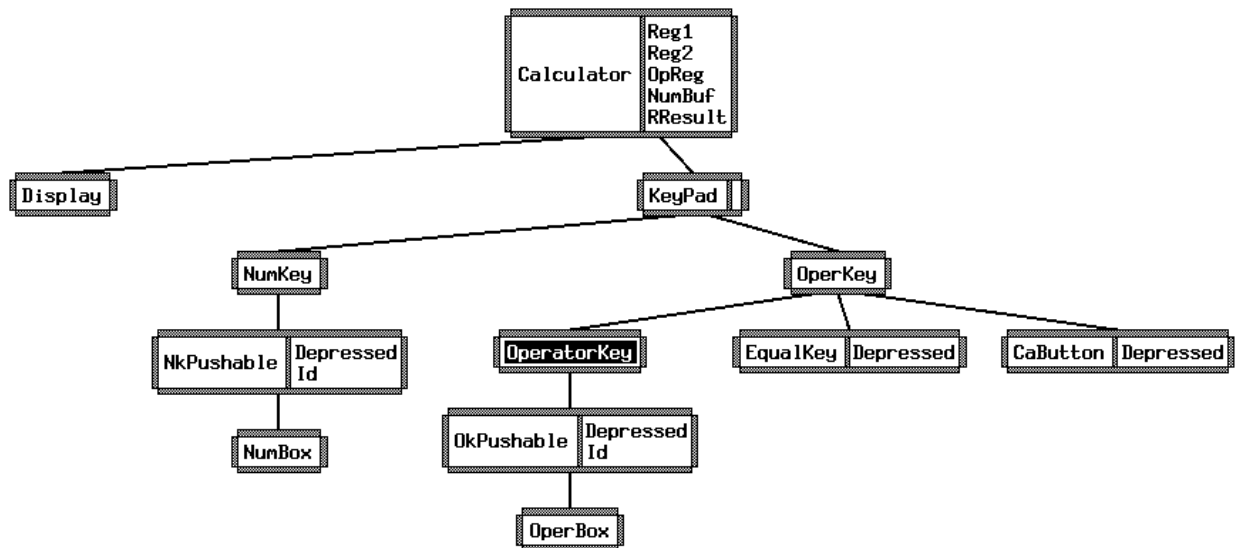 Calculator
Reg1
Reg2
OpReg
NumBuf
RResult
Display
KeyPad
NumKey
OperKey
NkPushable
Depressed
Id
OperatorKey
EqualKey
Depressed
CaButton
Depressed
NumBox
OkPushable
Depressed
Id
OperBox